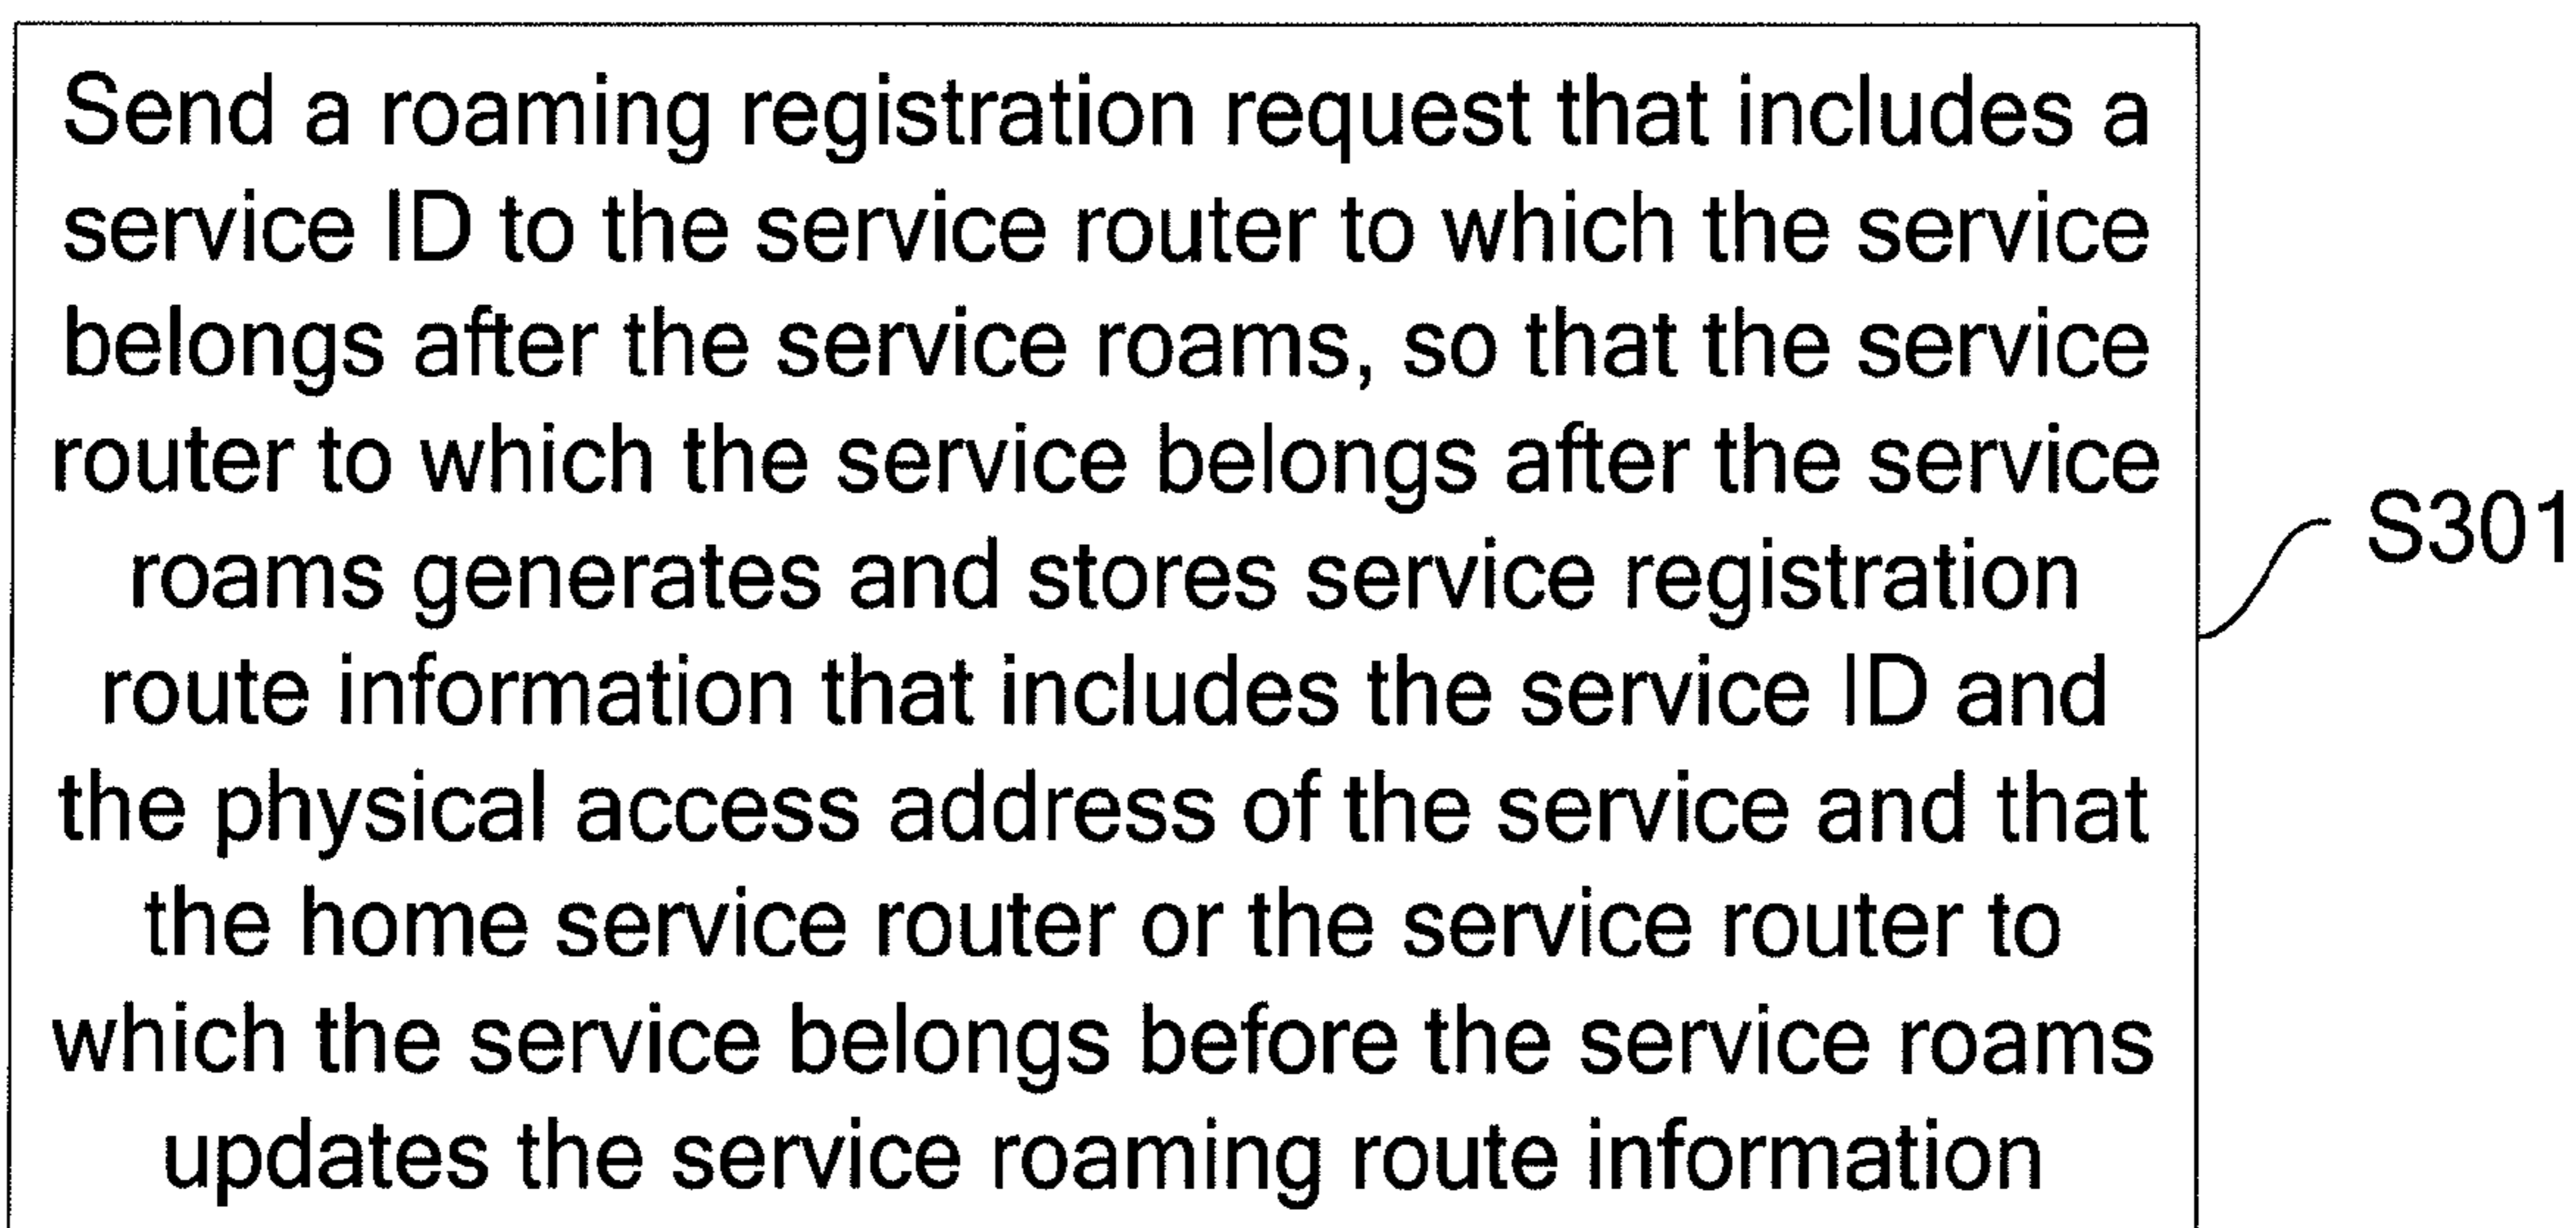 Send a roaming registration request that includes a
service ID to the service router to which the service
belongs after the service roams, so that the service
router to which the service belongs after the service
roams generates and stores service registration
route information that includes the service ID and
the physical access address of the service and that
the home service router or the service router to
which the service belongs before the service roams
updates the service roaming route information
S301